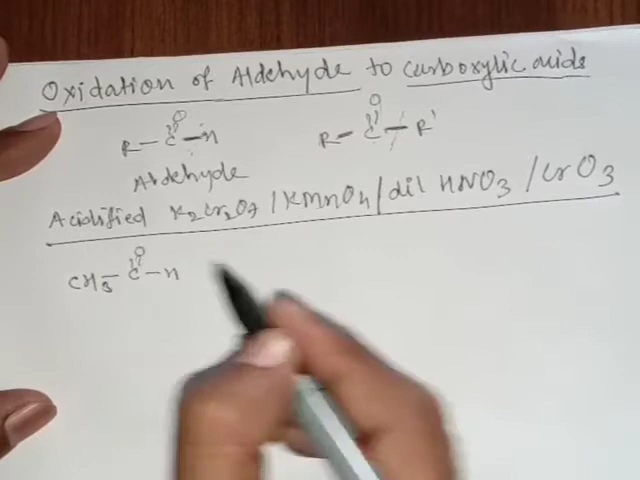 Oxidation of Aldehyde to carboxylic acids
O O
R-C-H R-C-R'
Aldehyde
Acidified K2Cr2O7 / KMnO4 / dil HNO3 / CrO3
O
CH3-C-H